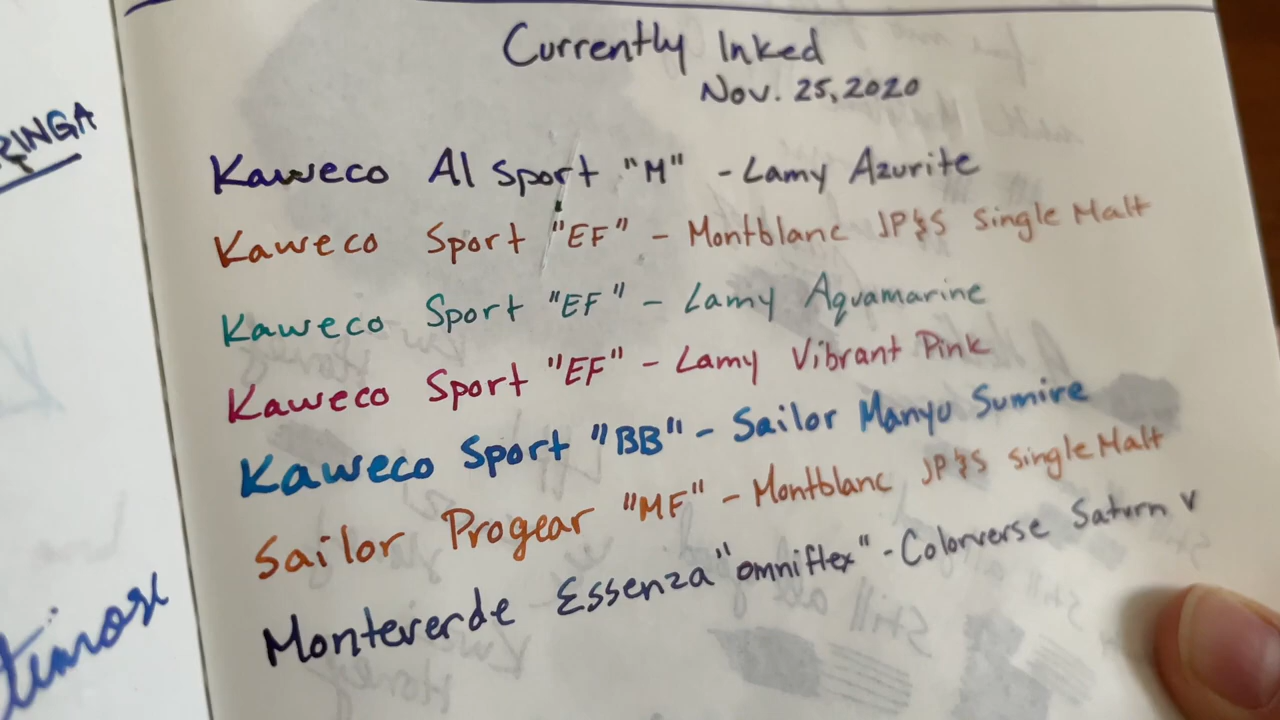 Currently Inked
Nov. 25, 2020
Kaweco Al Sport "M" - Lamy Azurite
Kaweco Sport "EF" - Montblanc JP&S Single Malt
Kaweco Sport "EF" - Lamy Aquamarine
Kaweco Sport "EF" - Lamy Vibrant Pink
Kaweco Sport "BB" - Sailor Manyo Sumire
Sailor Progear "MF" - Montblanc JP&S Single Malt
Monteverde Essenza "omniflex" - Colorverse Saturn V